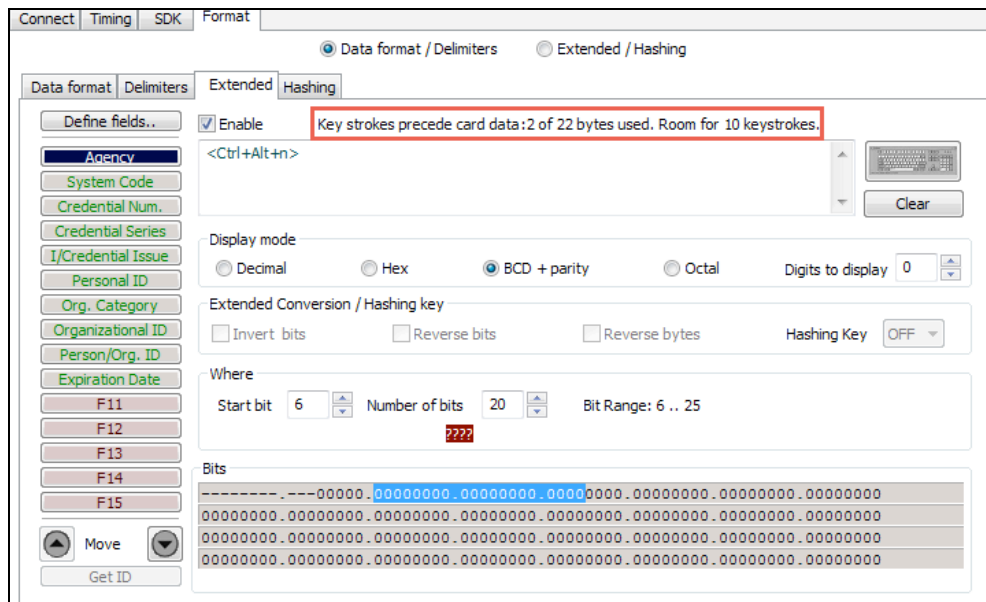 Connect Timing SDK Format
Data format / Delimiters Extended / Hashing
Data format Delimiters Extended Hashing
Define fields..
Enable Key strokes precede card data:2 of 22 bytes used. Room for 10 keystrokes.
Agency
<Ctrl+Alt+n>
System Code
Credential Num.
Clear
Credential Series
Display mode
I/Credential Issue
Decimal Hex BCD + parity Octal Digits to display 0
Personal ID
Org. Category
Extended Conversion / Hashing key
Organizational ID
Invert bits Reverse bits Reverse bytes Hashing Key OFF
Person/Org. ID
Expiration Date
Where
F11
Start bit 6 Number of bits 20 Bit Range: 6 .. 25
F12
????
F13
F14
Bits
F15
--------.---00000.00000000.00000000.00000000.00000000.00000000.00000000
00000000.00000000.00000000.00000000.00000000.00000000.00000000.00000000
00000000.00000000.00000000.00000000.00000000.00000000.00000000.00000000
00000000.00000000.00000000.00000000.00000000.00000000.00000000.00000000
Move
Get ID